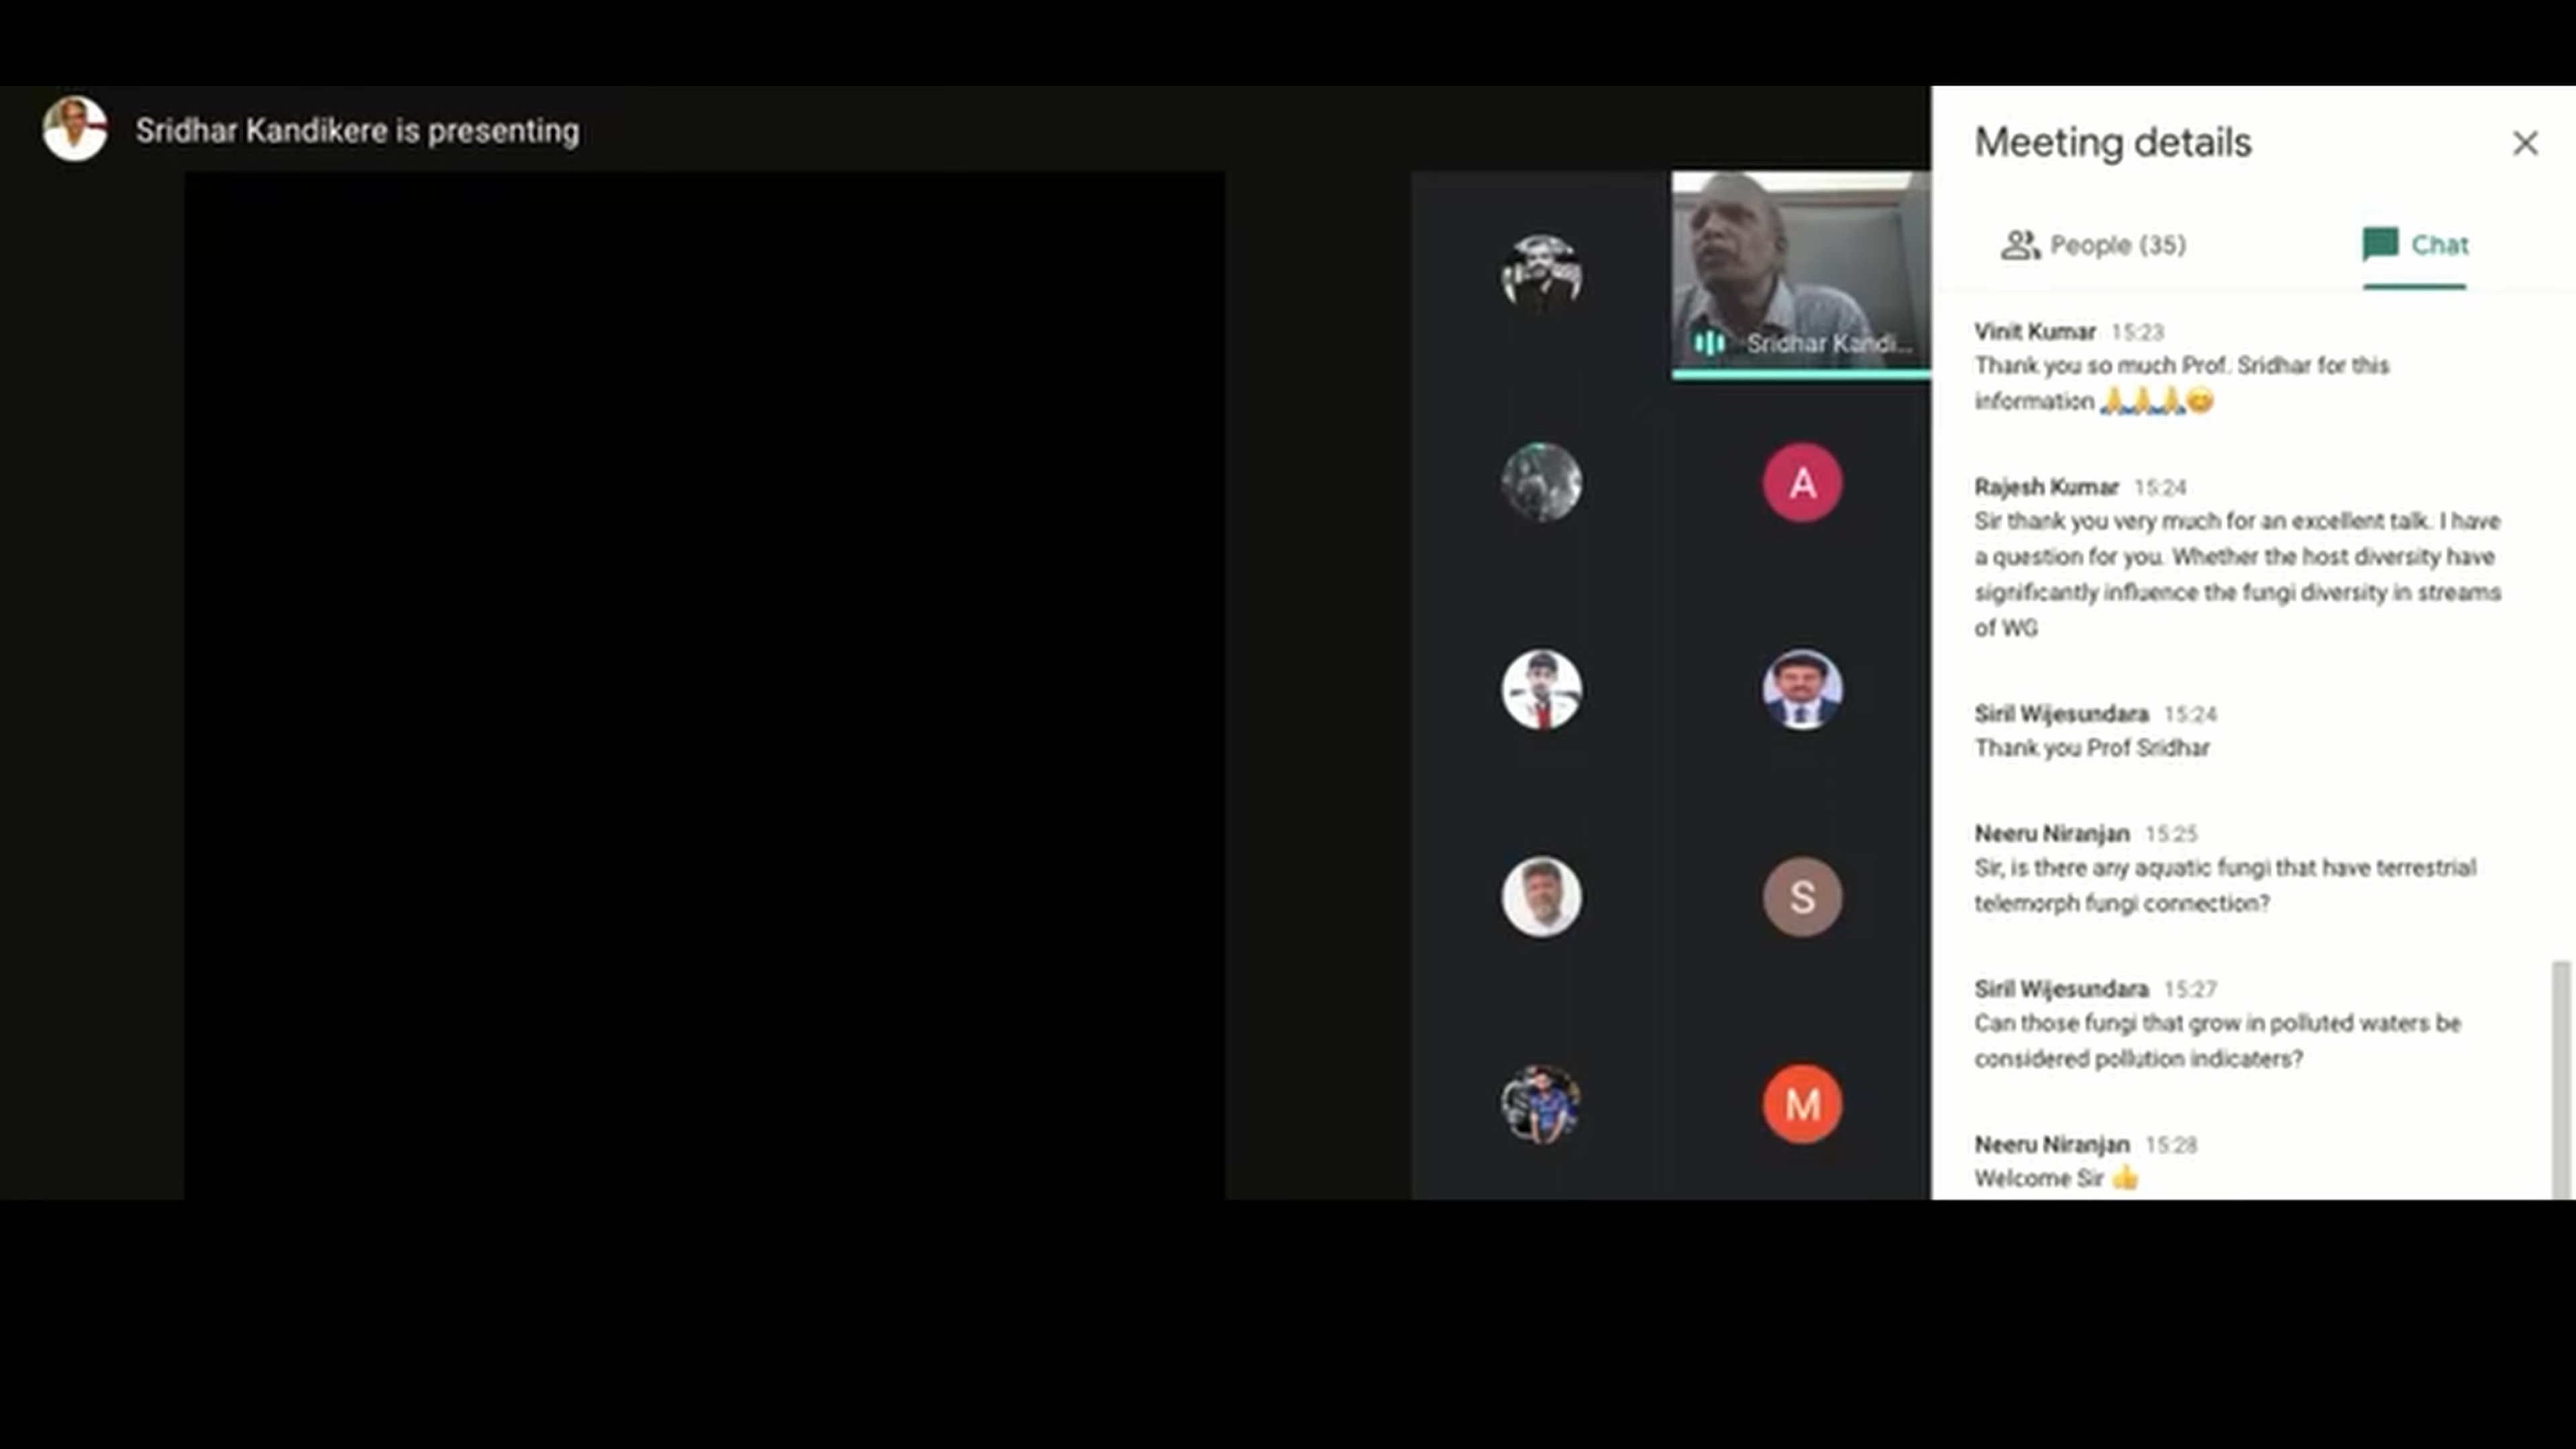 Sridhar Kandikere is presenting
Sridhar Kandi...
A
S
M
Meeting details
People (35)
Chat
Vinit Kumar 15:23
Thank you so much Prof. Sridhar for this
information 🙏🙏🙏😊
Rajesh Kumar 15:24
Sir thank you very much for an excellent talk. I have
a question for you. Whether the host diversity have
significantly influence the fungi diversity in streams
of WG
Siril Wijesundara 15:24
Thank you Prof Sridhar
Neeru Niranjan 15:25
Sir, is there any aquatic fungi that have terrestrial
telemorph fungi connection?
Siril Wijesundara 15:27
Can those fungi that grow in polluted waters be
considered pollution indicaters?
Neeru Niranjan 15:28
Welcome Sir 👍